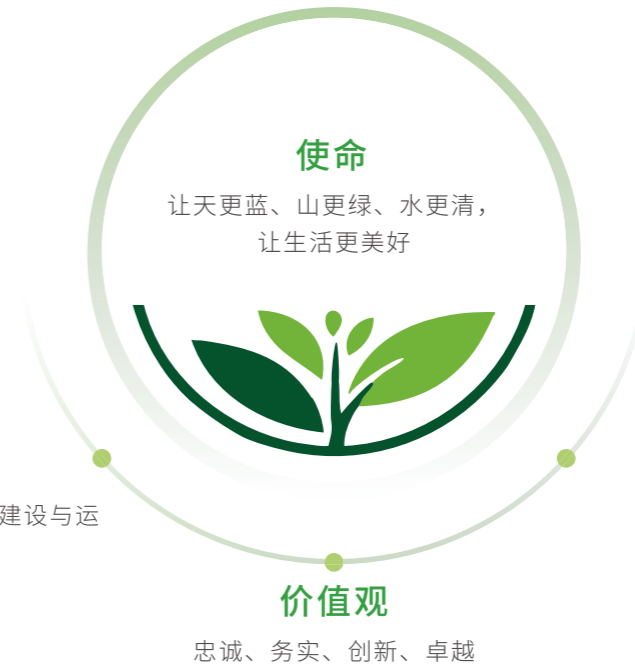 使命
让天更蓝、山更绿、水更清，
让生活更美好
建设与运
价值观
忠诚、务实、创新、卓越